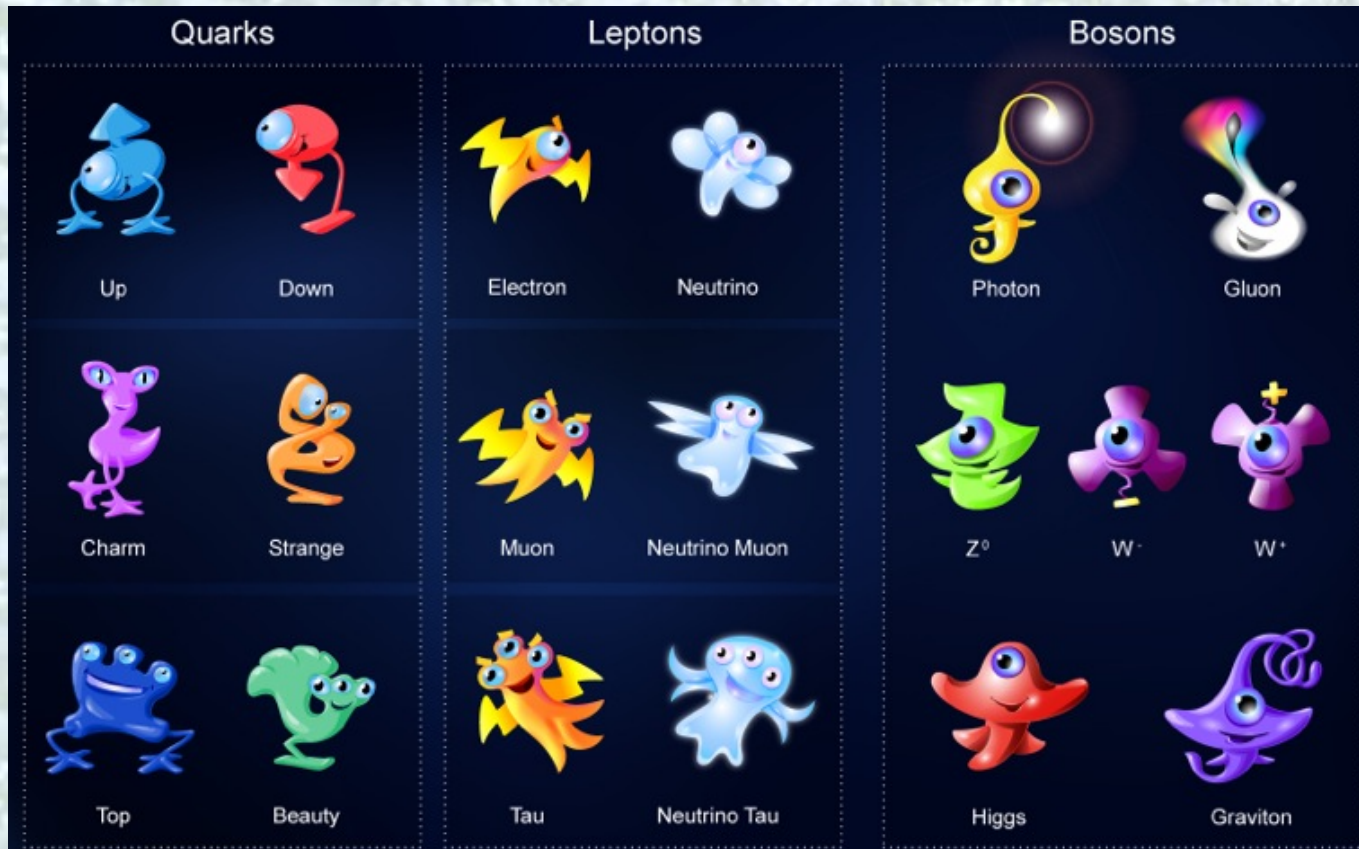 Quarks Leptons Bosons
Up Down Electron Neutrino Photon Gluon
Charm Strange Muon Neutrino Muon Z⁰ W⁻ W⁺
Top Beauty Tau Neutrino Tau Higgs Graviton